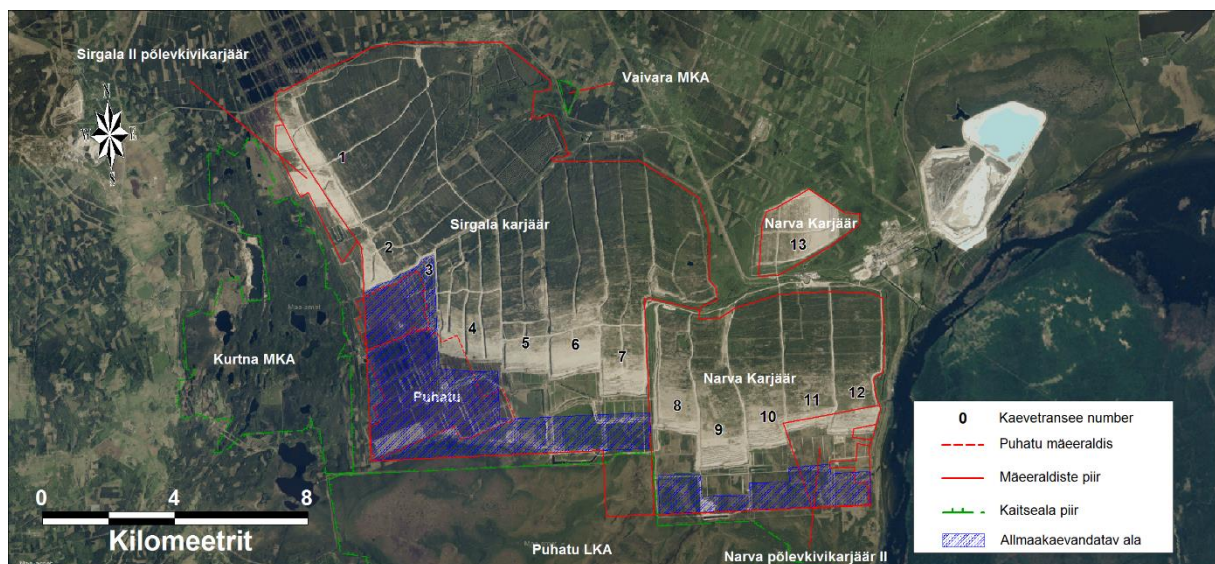 Sirgala II põlevkivikarjäär
Vaivara MKA
1
Sirgala karjäär
Narva Karjäär
13
2
3
4
5
6
7
Kurtna MKA
Puhatu
Narva Karjäär
8
9
10
11
12
0 4 8
Kilomeetrit
Puhatu LKA
Narva põlevkivikarjäär II
0 Kaevetransee number
Puhatu mäeeraldis
Mäeeraldiste piir
Kaitseala piir
Allmaakaevandatav ala